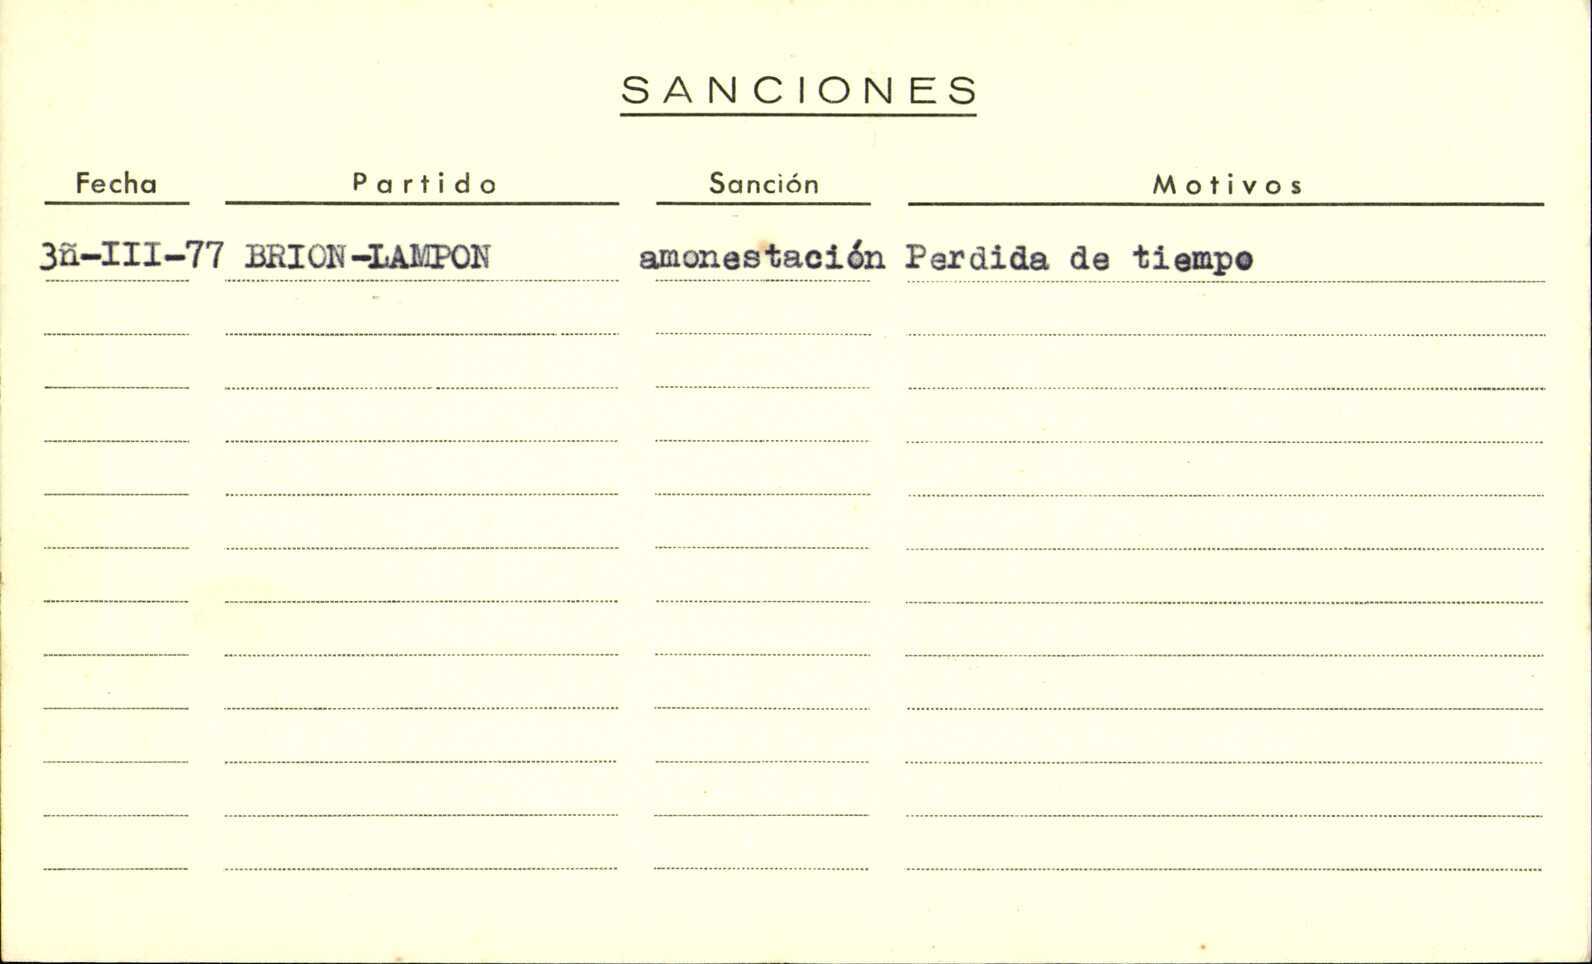 SANCIONES
Fecha Partido Sanción Motivos
3ñ-III-77 BRION-LAMPON amonestación Perdida de tiempo